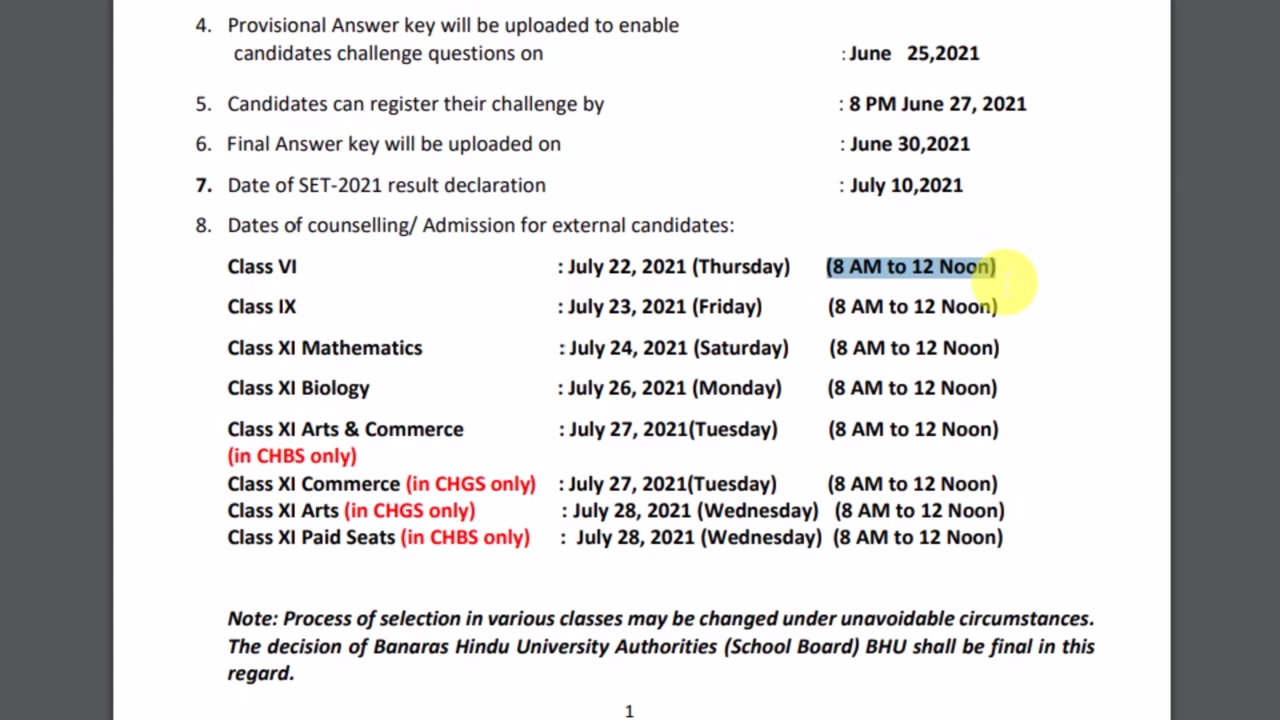 4. Provisional Answer key will be uploaded to enable
candidates challenge questions on : June 25,2021
5. Candidates can register their challenge by : 8 PM June 27, 2021
6. Final Answer key will be uploaded on : June 30,2021
7. Date of SET-2021 result declaration : July 10,2021
8. Dates of counselling/ Admission for external candidates:
Class VI : July 22, 2021 (Thursday) (8 AM to 12 Noon)
Class IX : July 23, 2021 (Friday) (8 AM to 12 Noon)
Class XI Mathematics : July 24, 2021 (Saturday) (8 AM to 12 Noon)
Class XI Biology : July 26, 2021 (Monday) (8 AM to 12 Noon)
Class XI Arts & Commerce : July 27, 2021(Tuesday) (8 AM to 12 Noon)
(in CHBS only)
Class XI Commerce (in CHGS only) : July 27, 2021(Tuesday) (8 AM to 12 Noon)
Class XI Arts (in CHGS only) : July 28, 2021 (Wednesday) (8 AM to 12 Noon)
Class XI Paid Seats (in CHBS only) : July 28, 2021 (Wednesday) (8 AM to 12 Noon)
Note: Process of selection in various classes may be changed under unavoidable circumstances.
The decision of Banaras Hindu University Authorities (School Board) BHU shall be final in this
regard.
1